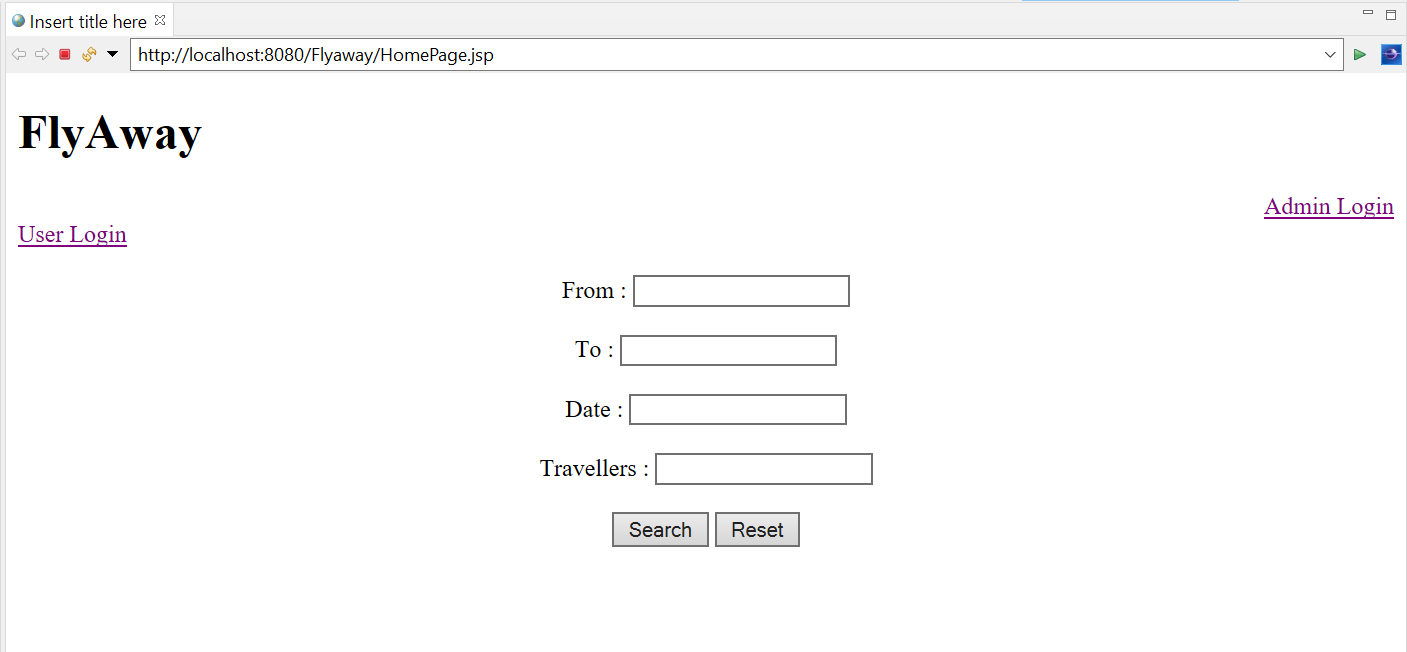 Insert title here
http://localhost:8080/Flyaway/HomePage.jsp
FlyAway
Admin Login
User Login
From :
To :
Date :
Travellers :
Search Reset